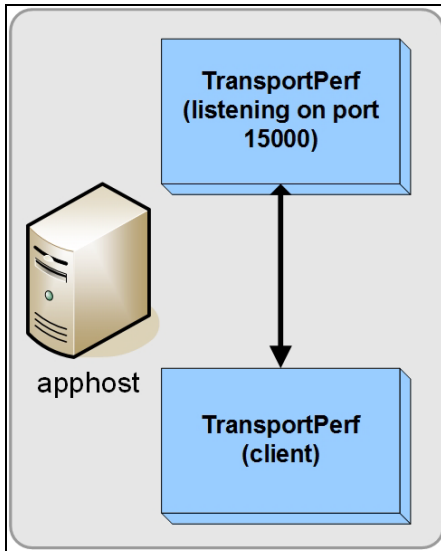 TransportPerf
(listening on port
15000)
apphost
TransportPerf
(client)